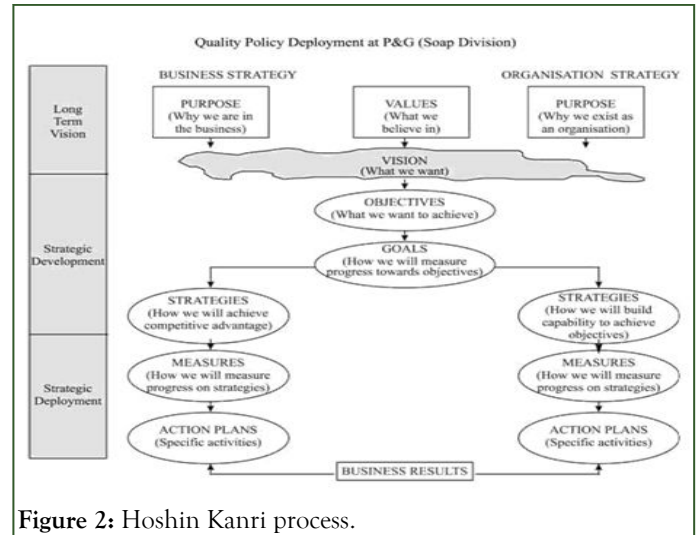 Quality Policy Deployment at P&G (Soap Division)
BUSINESS STRATEGY
ORGANISATION STRATEGY
Long
Term
Vision
PURPOSE
(Why we are in
the business)
VALUES
(What we
believe in)
PURPOSE
(Why we exist as
an organisation)
VISION
(What we want)
OBJECTIVES
(What we want to achieve)
Strategic
Development
GOALS
(How we will measure
progress towards objectives)
STRATEGIES
(How we will achieve
competitive advantage)
STRATEGIES
(How we will build
capability to achieve
objectives)
Strategic
Deployment
MEASURES
(How we will measure
progress on strategies)
MEASURES
(How we will measure
progress on strategies)
ACTION PLANS
(Specific activities)
ACTION PLANS
(Specific activities)
BUSINESS RESULTS
Figure 2: Hoshin Kanri process.